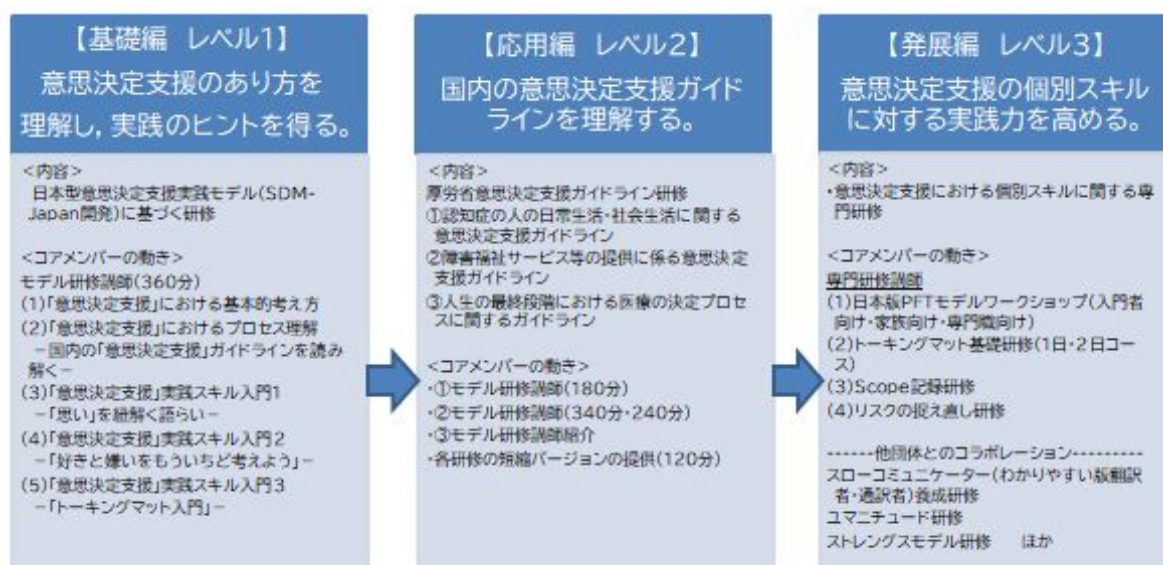 【基礎編 レベル1】
意思決定支援のあり方を
理解し，実践のヒントを得る。
<内容>
日本型意思決定支援実践モデル(SDM-
Japan開発)に基づく研修
<コアメンバーの動き>
モデル研修講師(360分)
(1)「意思決定支援」における基本的考え方
(2)「意思決定支援」におけるプロセス理解
－国内の「意思決定支援」ガイドラインを読み
解く－
(3)「意思決定支援」実践スキル入門1
－「思い」を紐解く語らい－
(4)「意思決定支援」実践スキル入門2
－「好きと嫌いをもういちど考えよう」－
(5)「意思決定支援」実践スキル入門3
－「トーキングマット入門」－
【応用編 レベル2】
国内の意思決定支援ガイド
ラインを理解する。
<内容>
厚労省意思決定支援ガイドライン研修
①認知症の人の日常生活・社会生活に関する
意思決定支援ガイドライン
②障害福祉サービス等の提供に係る意思決定
支援ガイドライン
③人生の最終段階における医療の決定プロセ
スに関するガイドライン
<コアメンバーの動き>
・①モデル研修講師(180分)
・②モデル研修講師(340分・240分)
・③モデル研修講師紹介
・各研修の短縮バージョンの提供(120分)
【発展編 レベル3】
意思決定支援の個別スキル
に対する実践力を高める。
<内容>
・意思決定支援における個別スキルに関する専
門研修
<コアメンバーの動き>
専門研修講師
(1)日本版PFTモデルワークショップ(入門者
向け・家族向け・専門職向け)
(2)トーキングマット基礎研修(1日・2日コー
ス)
(3)Scope記録研修
(4)リスクの捉え直し研修
------他団体とのコラボレーション---------
スローコミュニケーター(わかりやすい版翻訳
者・通訳者)養成研修
ユマニチュード研修
ストレングスモデル研修 ほか